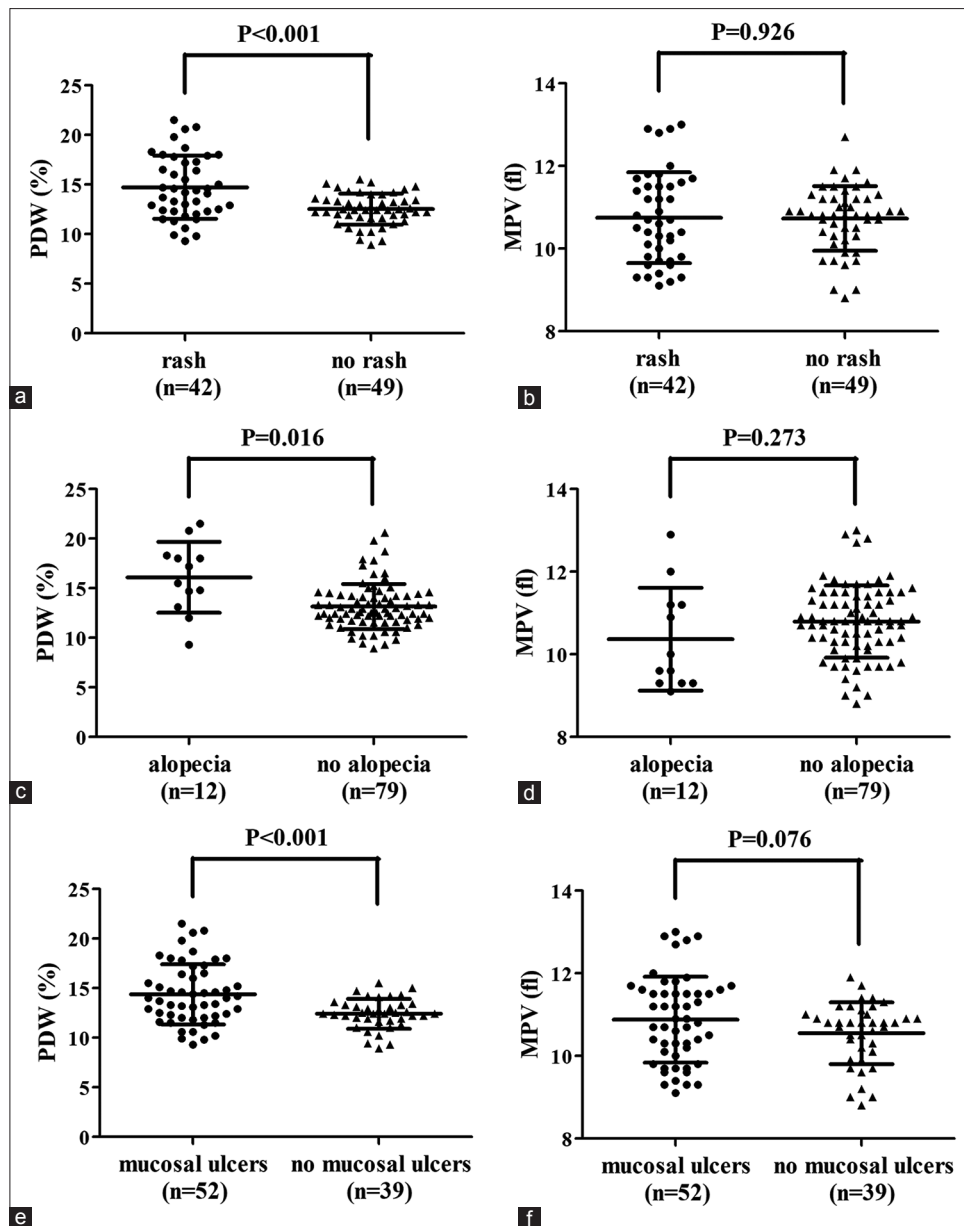 P<0.001
PDW (%)
25
20
15
10
5
0
rash
(n=42)
no rash
(n=49)
a
P=0.926
MPV (fl)
14
12
10
8
rash
(n=42)
no rash
(n=49)
b
P=0.016
PDW (%)
25
20
15
10
5
0
alopecia
(n=12)
no alopecia
(n=79)
c
P=0.273
MPV (fl)
14
12
10
8
alopecia
(n=12)
no alopecia
(n=79)
d
P<0.001
PDW (%)
25
20
15
10
5
0
mucosal ulcers
(n=52)
no mucosal ulcers
(n=39)
e
P=0.076
MPV (fl)
14
12
10
8
mucosal ulcers
(n=52)
no mucosal ulcers
(n=39)
f